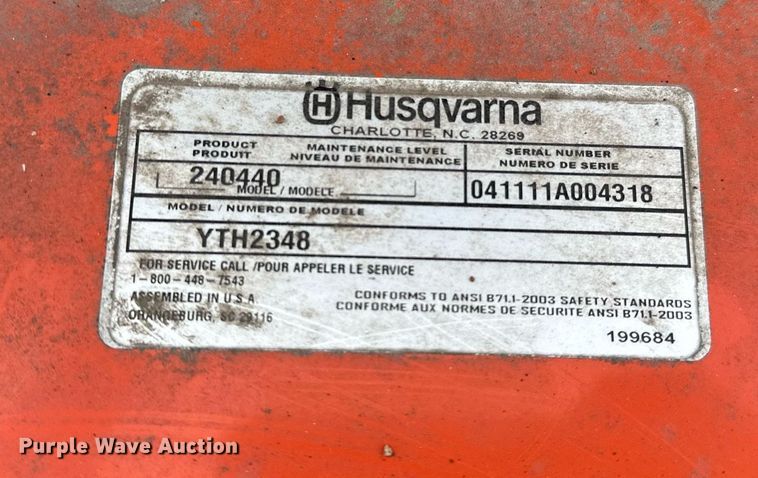 Husqvarna
CHARLOTTE, N.C. 28269
PRODUCT MAINTENANCE LEVEL SERIAL NUMBER
PRODUIT NIVEAU DE MAINTENANCE NUMERO DE SERIE
240440 041111A004318
MODEL / MODELE
MODEL / NUMERO DE MODELE
YTH2348
FOR SERVICE CALL /POUR APPELER LE SERVICE
1-800-448-7543
ASSEMBLED IN U S A CONFORMS TO ANSI B71.1-2003 SAFETY STANDARDS
ORANGEBURG, SC 29116 CONFORME AUX NORMES DE SECURITE ANSI B71.1-2003
199684
Purple Wave Auction